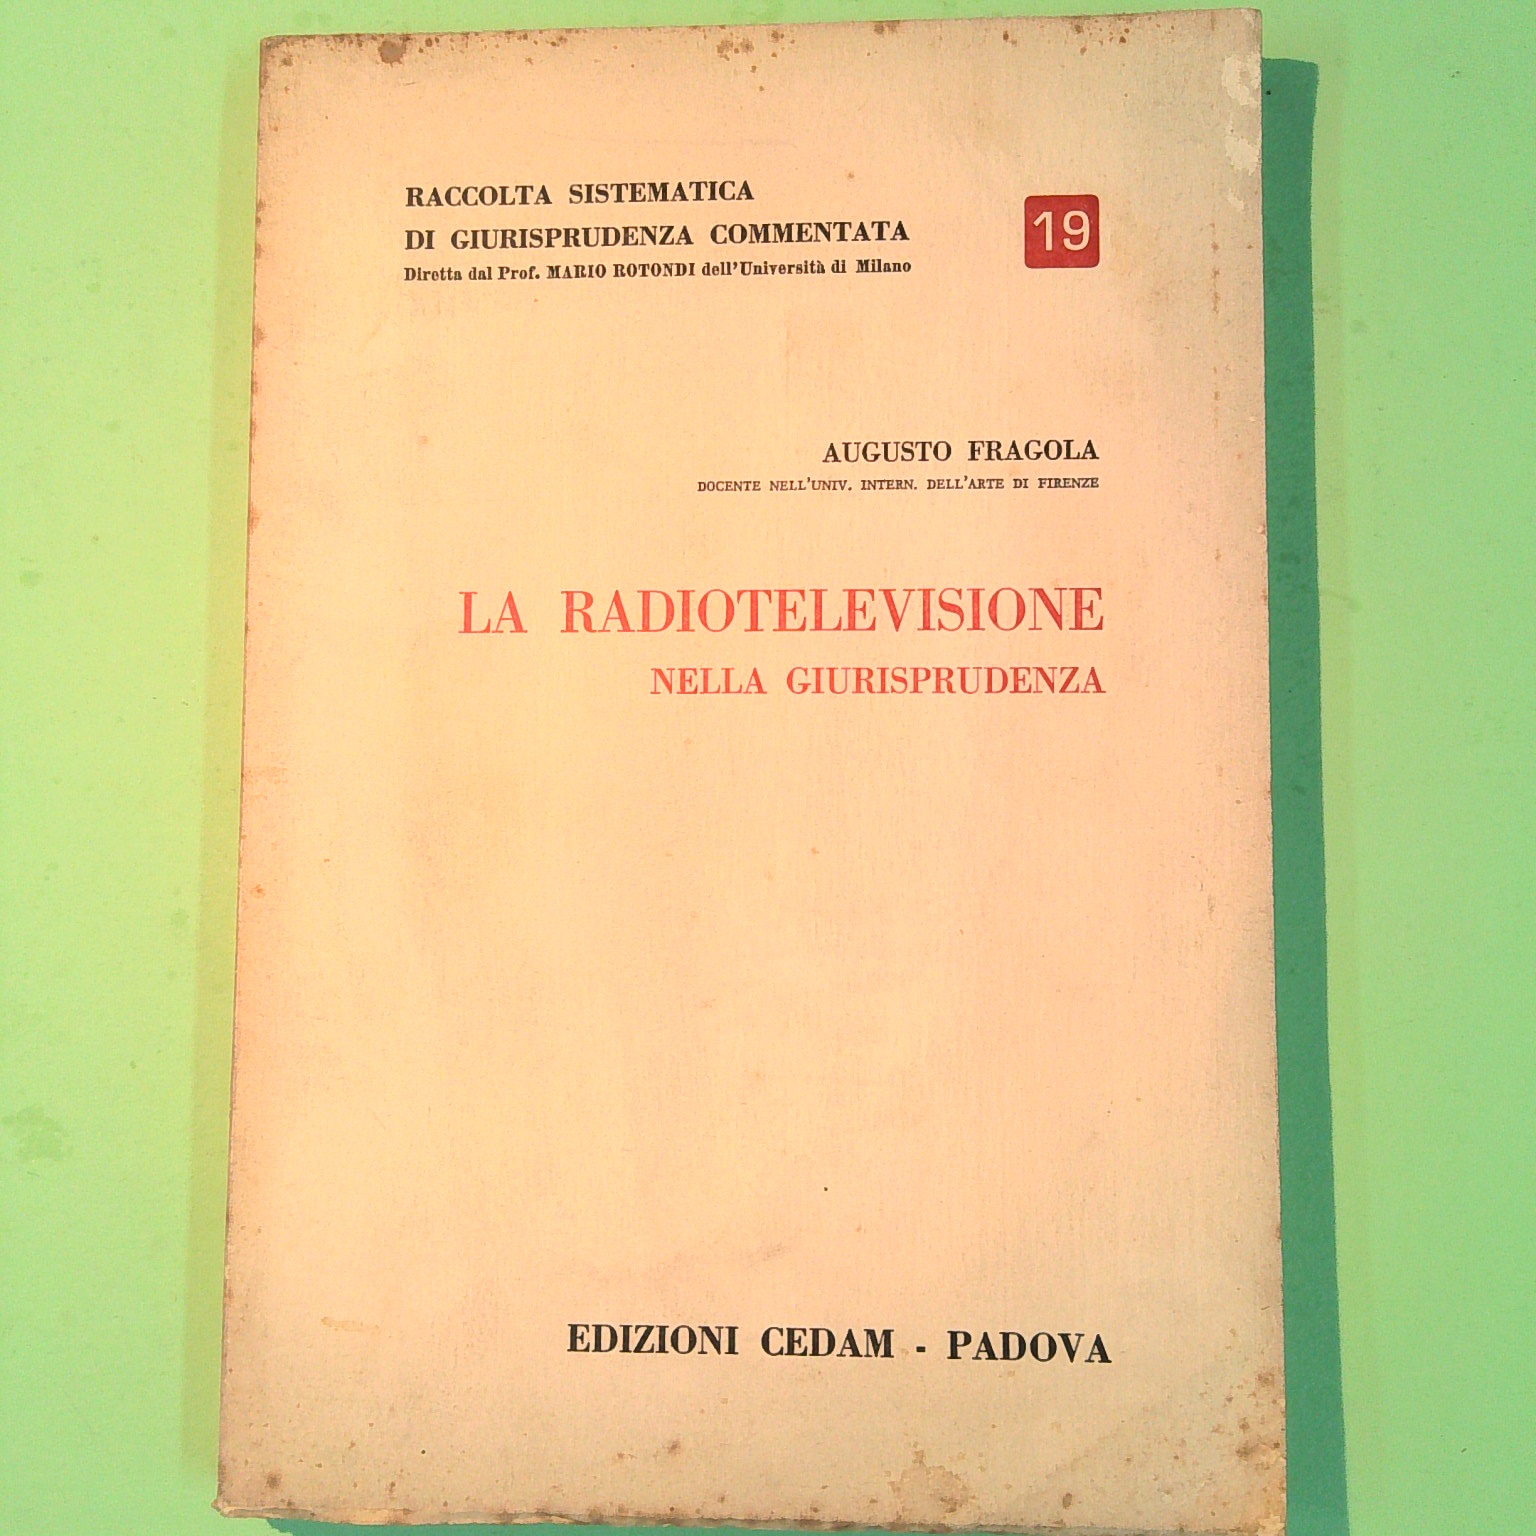 RACCOLTA SISTEMATICA
DI GIURISPRUDENZA COMMENTATA
Diretta dal Prof. MARIO ROTONDI dell'Università di Milano
19
AUGUSTO FRAGOLA
DOCENTE NELL'UNIV. INTERN. DELL'ARTE DI FIRENZE
LA RADIOTELEVISIONE
NELLA GIURISPRUDENZA
EDIZIONI CEDAM - PADOVA